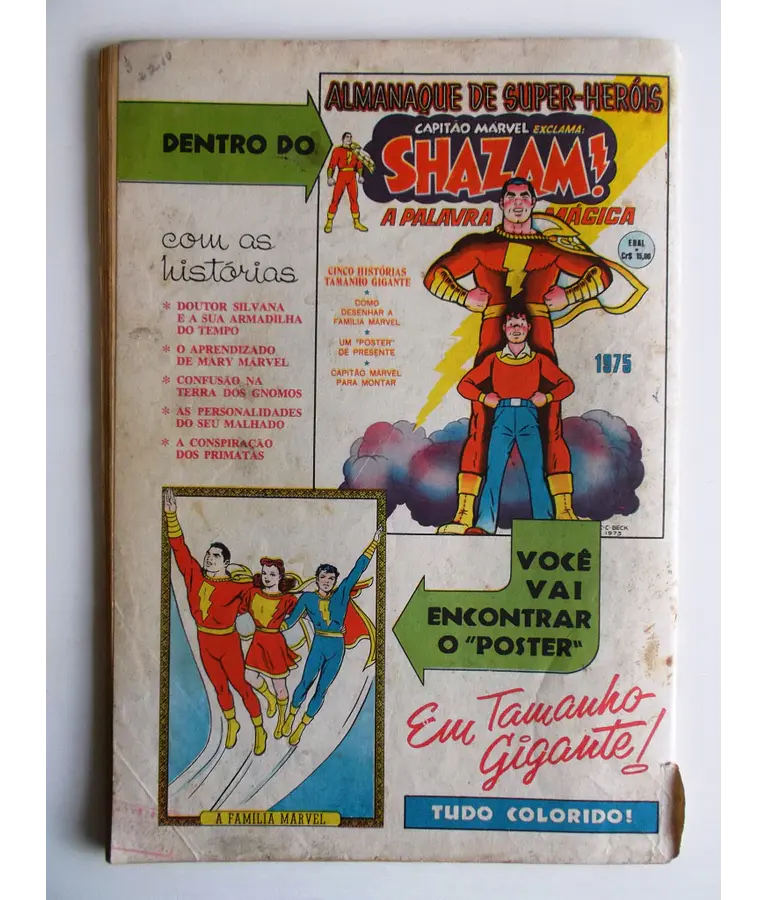 ALMANAQUE DE SUPER-HERÓIS
DENTRO DO
CAPITÃO MARVEL EXCLAMA:
SHAZAM!
A PALAVRA MÁGICA
EBAL
Cr$ 15,00
com as
histórias
* DOUTOR SILVANA
E A SUA ARMADILHA
DO TEMPO
* O APRENDIZADO
DE MARY MARVEL
* CONFUSÃO NA
TERRA DOS GNOMOS
* AS PERSONALIDADES
DO SEU MALHADO
* A CONSPIRAÇÃO
DOS PRIMATAS
CINCO HISTÓRIAS
TAMANHO GIGANTE
*
COMO
DESENHAR A
FAMILIA MARVEL
*
UM "POSTER"
DE PRESENTE
*
CAPITÃO MARVEL
PARA MONTAR
1975
C·C·BECK
1973
VOCÊ
VAI
ENCONTRAR
O "POSTER"
Em Tamanho
Gigante!
A FAMILIA MARVEL
TUDO COLORIDO!